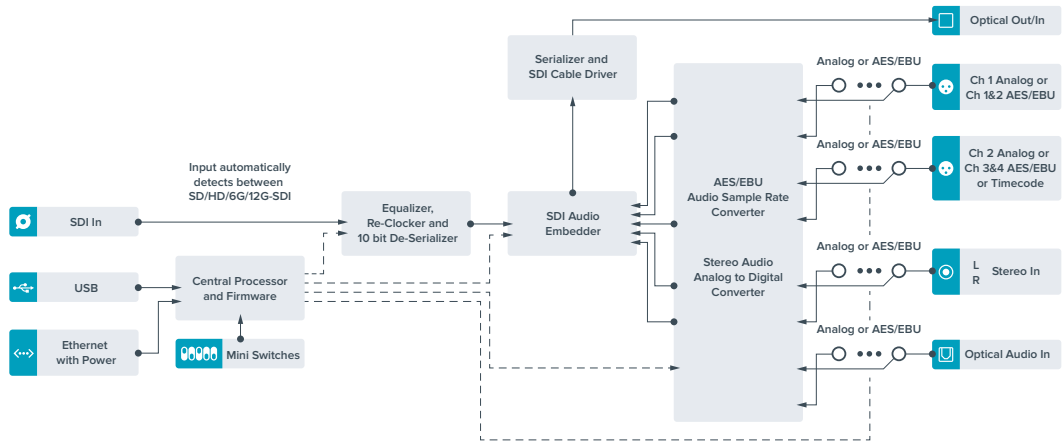 Optical Out/In
Serializer and
SDI Cable Driver
Analog or AES/EBU
Ch 1 Analog or
Ch 1&2 AES/EBU
Analog or AES/EBU
Ch 2 Analog or
Ch 3&4 AES/EBU
or Timecode
Input automatically
detects between
SD/HD/6G/12G-SDI
AES/EBU
Audio Sample Rate
Converter
SDI In
Equalizer,
Re-Clocker and
10 bit De-Serializer
SDI Audio
Embedder
Stereo Audio
Analog to Digital
Converter
Analog or AES/EBU
L
R
Stereo In
USB
Central Processor
and Firmware
Ethernet
with Power
Mini Switches
Analog or AES/EBU
Optical Audio In